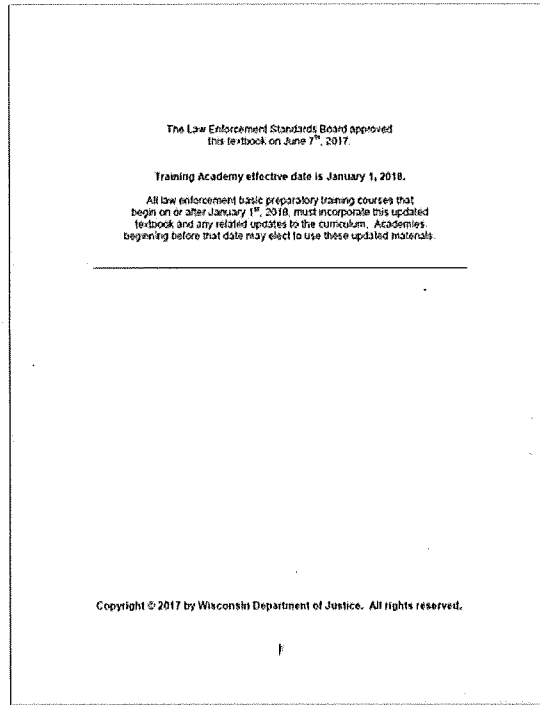 The Law Enforcement Standards Board approved
this textbook on June 7th, 2017.
Training Academy effective date is January 1, 2018.
All law enforcement basic preparatory training courses that
begin on or after January 1st, 2018, must incorporate this updated
textbook and any related updates to the curriculum. Academies
beginning before that date may elect to use these updated materials.
Copyright © 2017 by Wisconsin Department of Justice. All rights reserved.